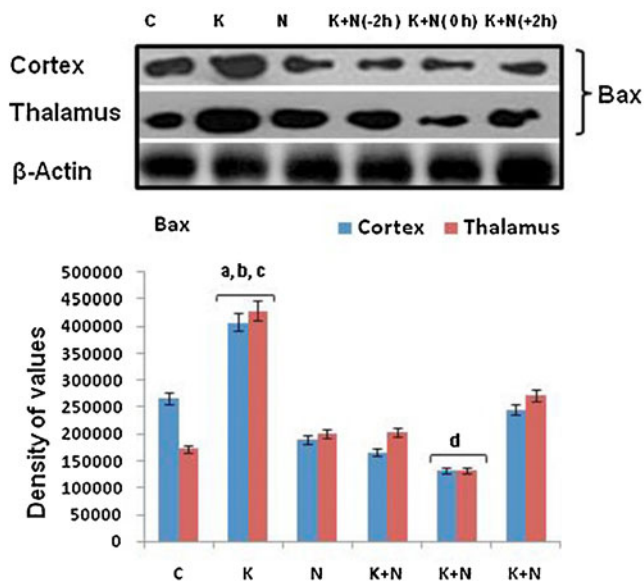 C K N K+N(-2h) K+N(0h) K+N(+2h)
Cortex
Thalamus
Bax
β-Actin
Bax
Cortex Thalamus
Density of values
500000
450000
400000
350000
300000
250000
200000
150000
100000
50000
0
a, b, c
d
C K N K+N K+N K+N